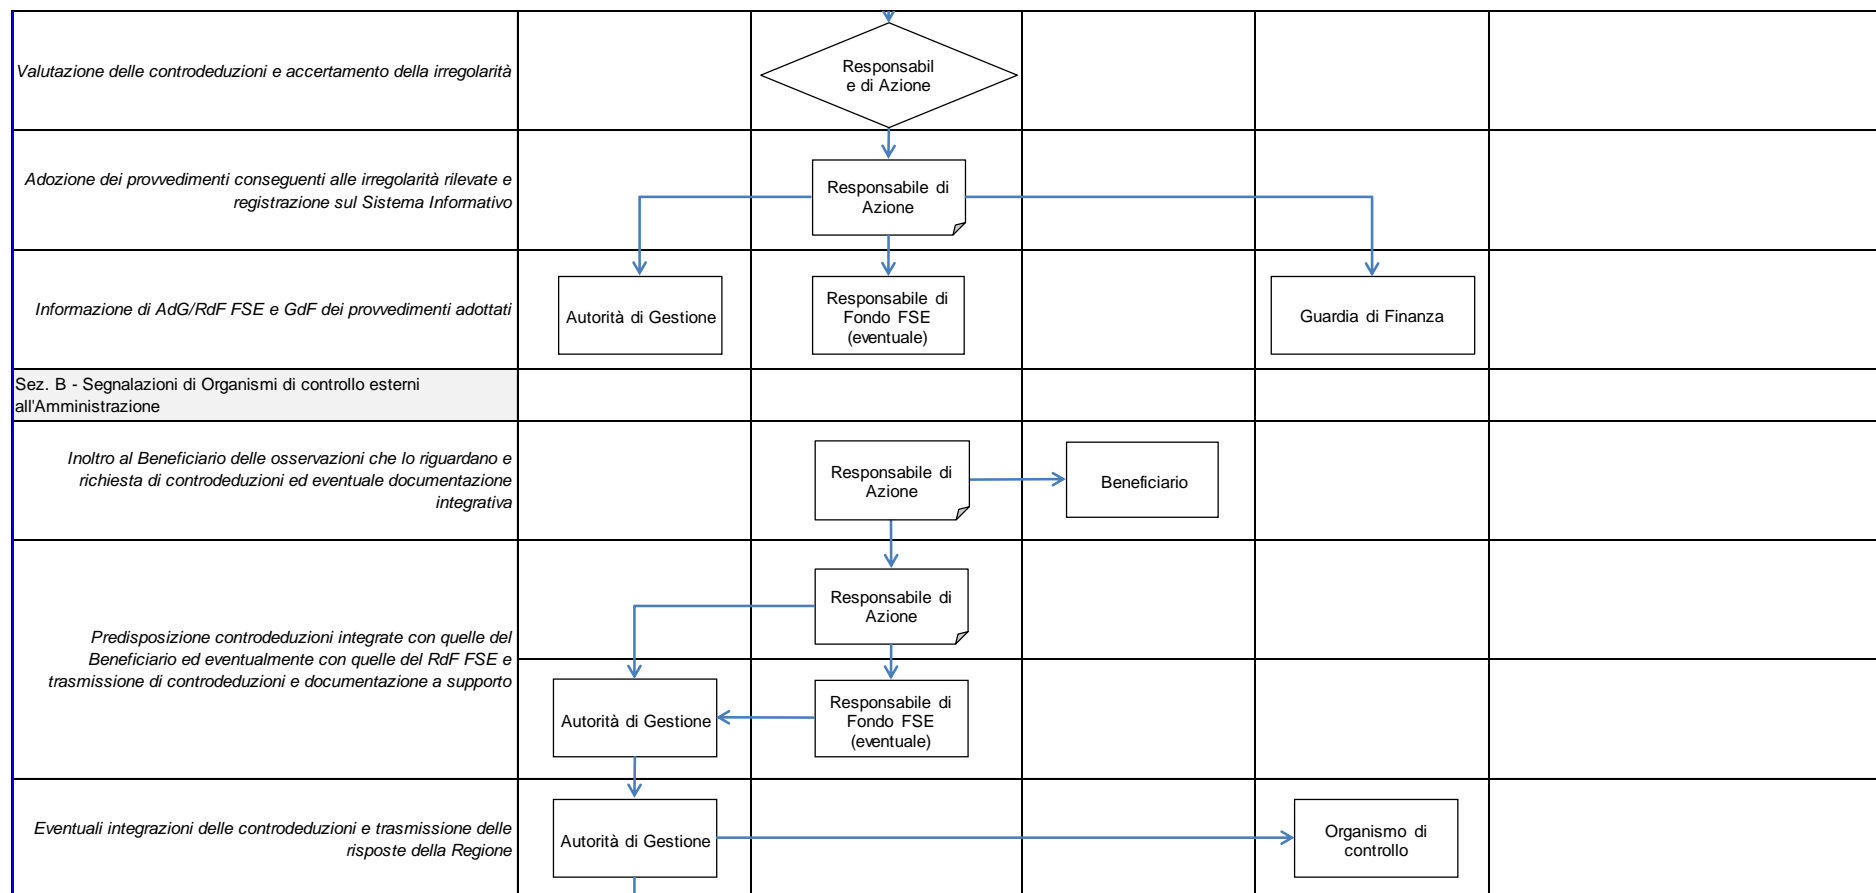 Valutazione delle controdeduzioni e accertamento della irregolarità
Responsabil
e di Azione
Adozione dei provvedimenti conseguenti alle irregolarità rilevate e
registrazione sul Sistema Informativo
Responsabile di
Azione
Informazione di AdG/RdF FSE e GdF dei provvedimenti adottati
Autorità di Gestione
Responsabile di
Fondo FSE
(eventuale)
Guardia di Finanza
Sez. B - Segnalazioni di Organismi di controllo esterni
all'Amministrazione
Inoltro al Beneficiario delle osservazioni che lo riguardano e
richiesta di controdeduzioni ed eventuale documentazione
integrativa
Responsabile di
Azione
Beneficiario
Predisposizione controdeduzioni integrate con quelle del
Beneficiario ed eventualmente con quelle del RdF FSE e
trasmissione di controdeduzioni e documentazione a supporto
Responsabile di
Azione
Autorità di Gestione
Responsabile di
Fondo FSE
(eventuale)
Eventuali integrazioni delle controdeduzioni e trasmissione delle
risposte della Regione
Autorità di Gestione
Organismo di
controllo